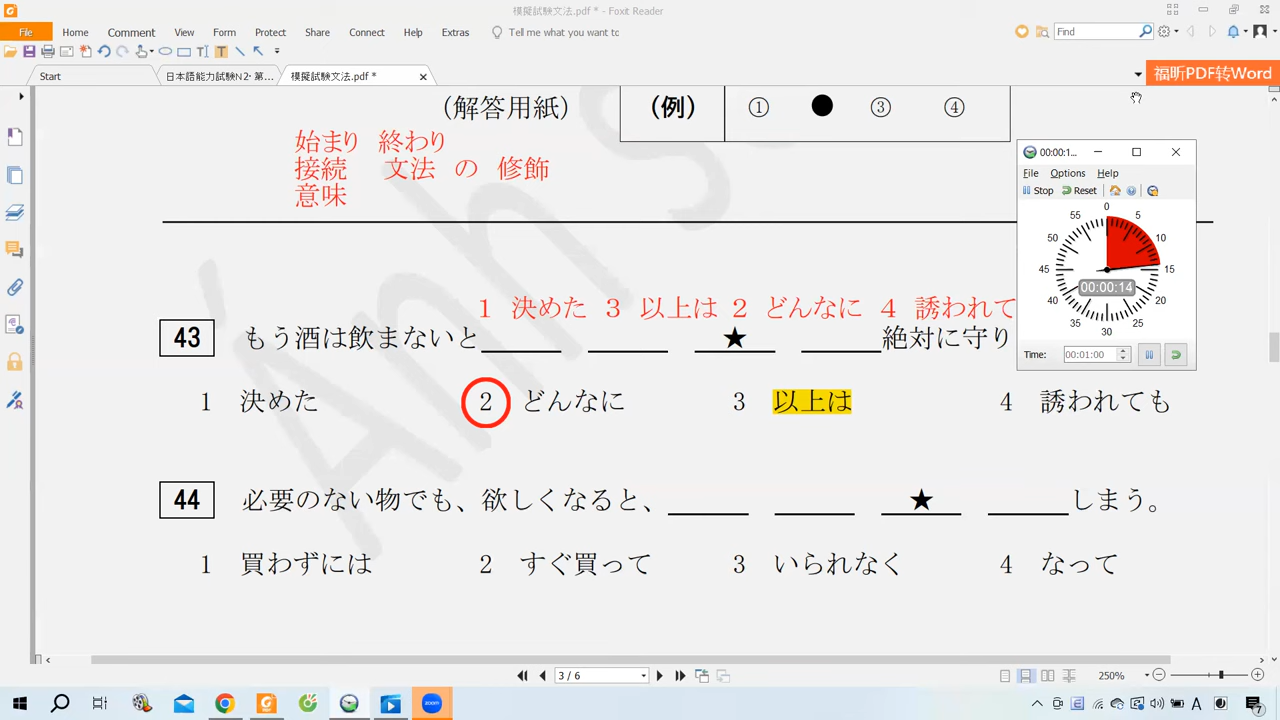 模擬試験文法.pdf * - Foxit Reader
File Home Comment View Form Protect Share Connect Help Extras Tell me what you want to Find
Start 日本語能力試験N2- 第... 模擬試験文法.pdf * 福昕PDF转Word
(解答用紙) (例) ① ● ③ ④
始まり 終わり
接続 文法 の 修飾
意味
00:00:1...
File Options Help
Stop Reset
0
55 5
50 10
45 15
00:00:14
40 20
35 25
30
Time: 00:01:00
1 決めた 3 以上は 2 どんなに 4 誘われて
43 もう酒は飲まないと ★ 絶対に守り
1 決めた 2 どんなに 3 以上は 4 誘われても
44 必要のない物でも、欲しくなると、 ★ しまう。
1 買わずには 2 すぐ買って 3 いられなく 4 なって
Anh s
3 / 6 250%
zoom A 7